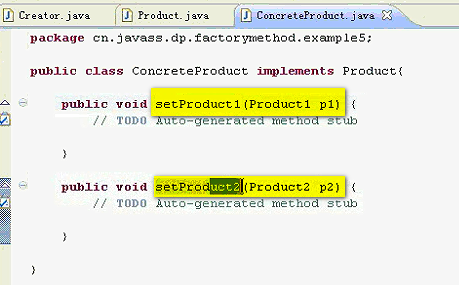 Creator.java Product.java ConcreteProduct.java
package cn.javass.dp.factorymethod.example5;
public class ConcreteProduct implements Product{
public void setProduct1(Product1 p1) {
// TODO Auto-generated method stub
}
public void setProduct2(Product2 p2) {
// TODO Auto-generated method stub
}
}